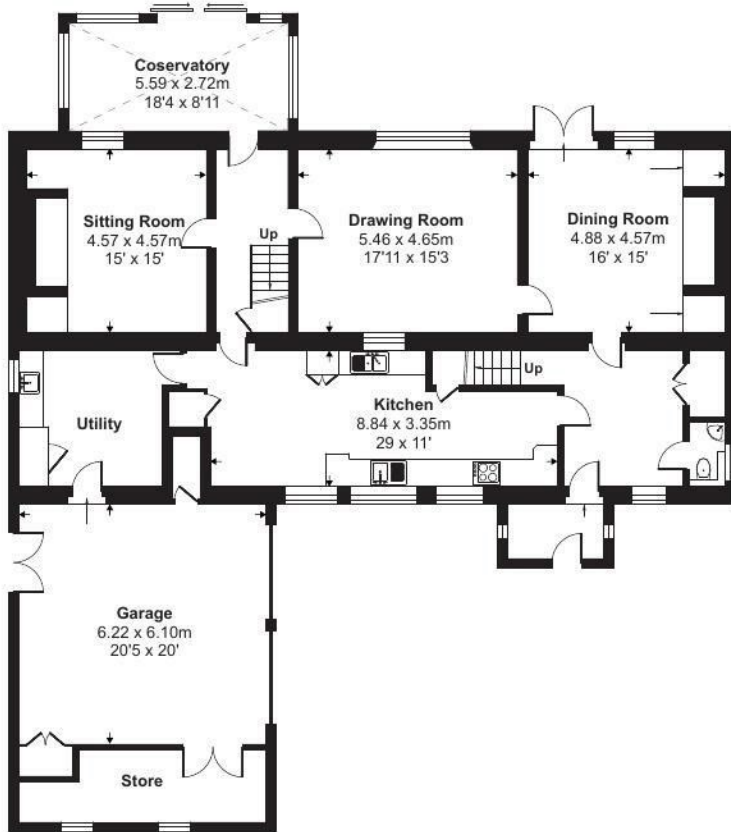 Coservatory
5.59 x 2.72m
18'4 x 8'11
Sitting Room
4.57 x 4.57m
15' x 15'
Up
Drawing Room
5.46 x 4.65m
17'11 x 15'3
Dining Room
4.88 x 4.57m
16' x 15'
Utility
Kitchen
8.84 x 3.35m
29 x 11'
Up
Garage
6.22 x 6.10m
20'5 x 20'
Store